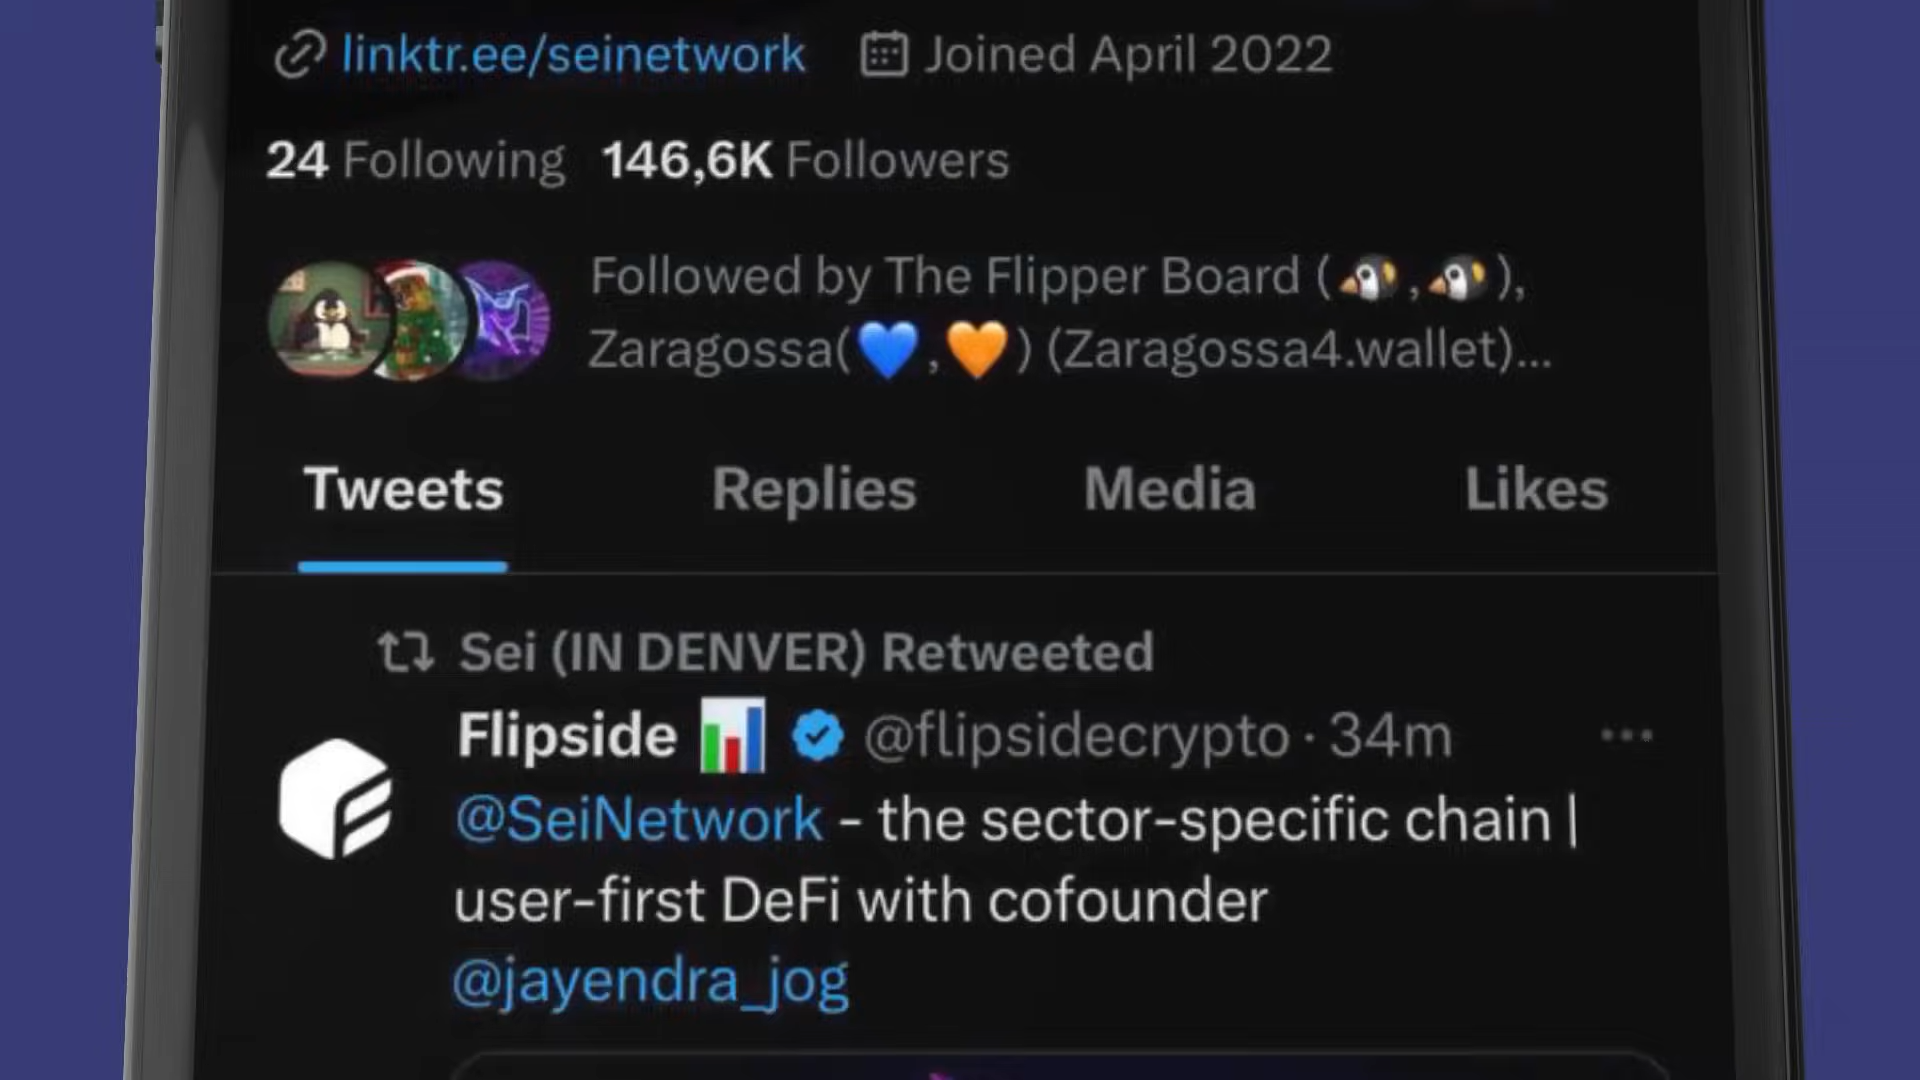 linktr.ee/seinetwork Joined April 2022
24 Following 146,6K Followers
Followed by The Flipper Board (🐧,🐧),
Zaragossa(💙,🧡) (Zaragossa4.wallet)...
Tweets Replies Media Likes
Sei (IN DENVER) Retweeted
Flipside 📊 @flipsidecrypto · 34m
@SeiNetwork - the sector-specific chain |
user-first DeFi with cofounder
@jayendra_jog